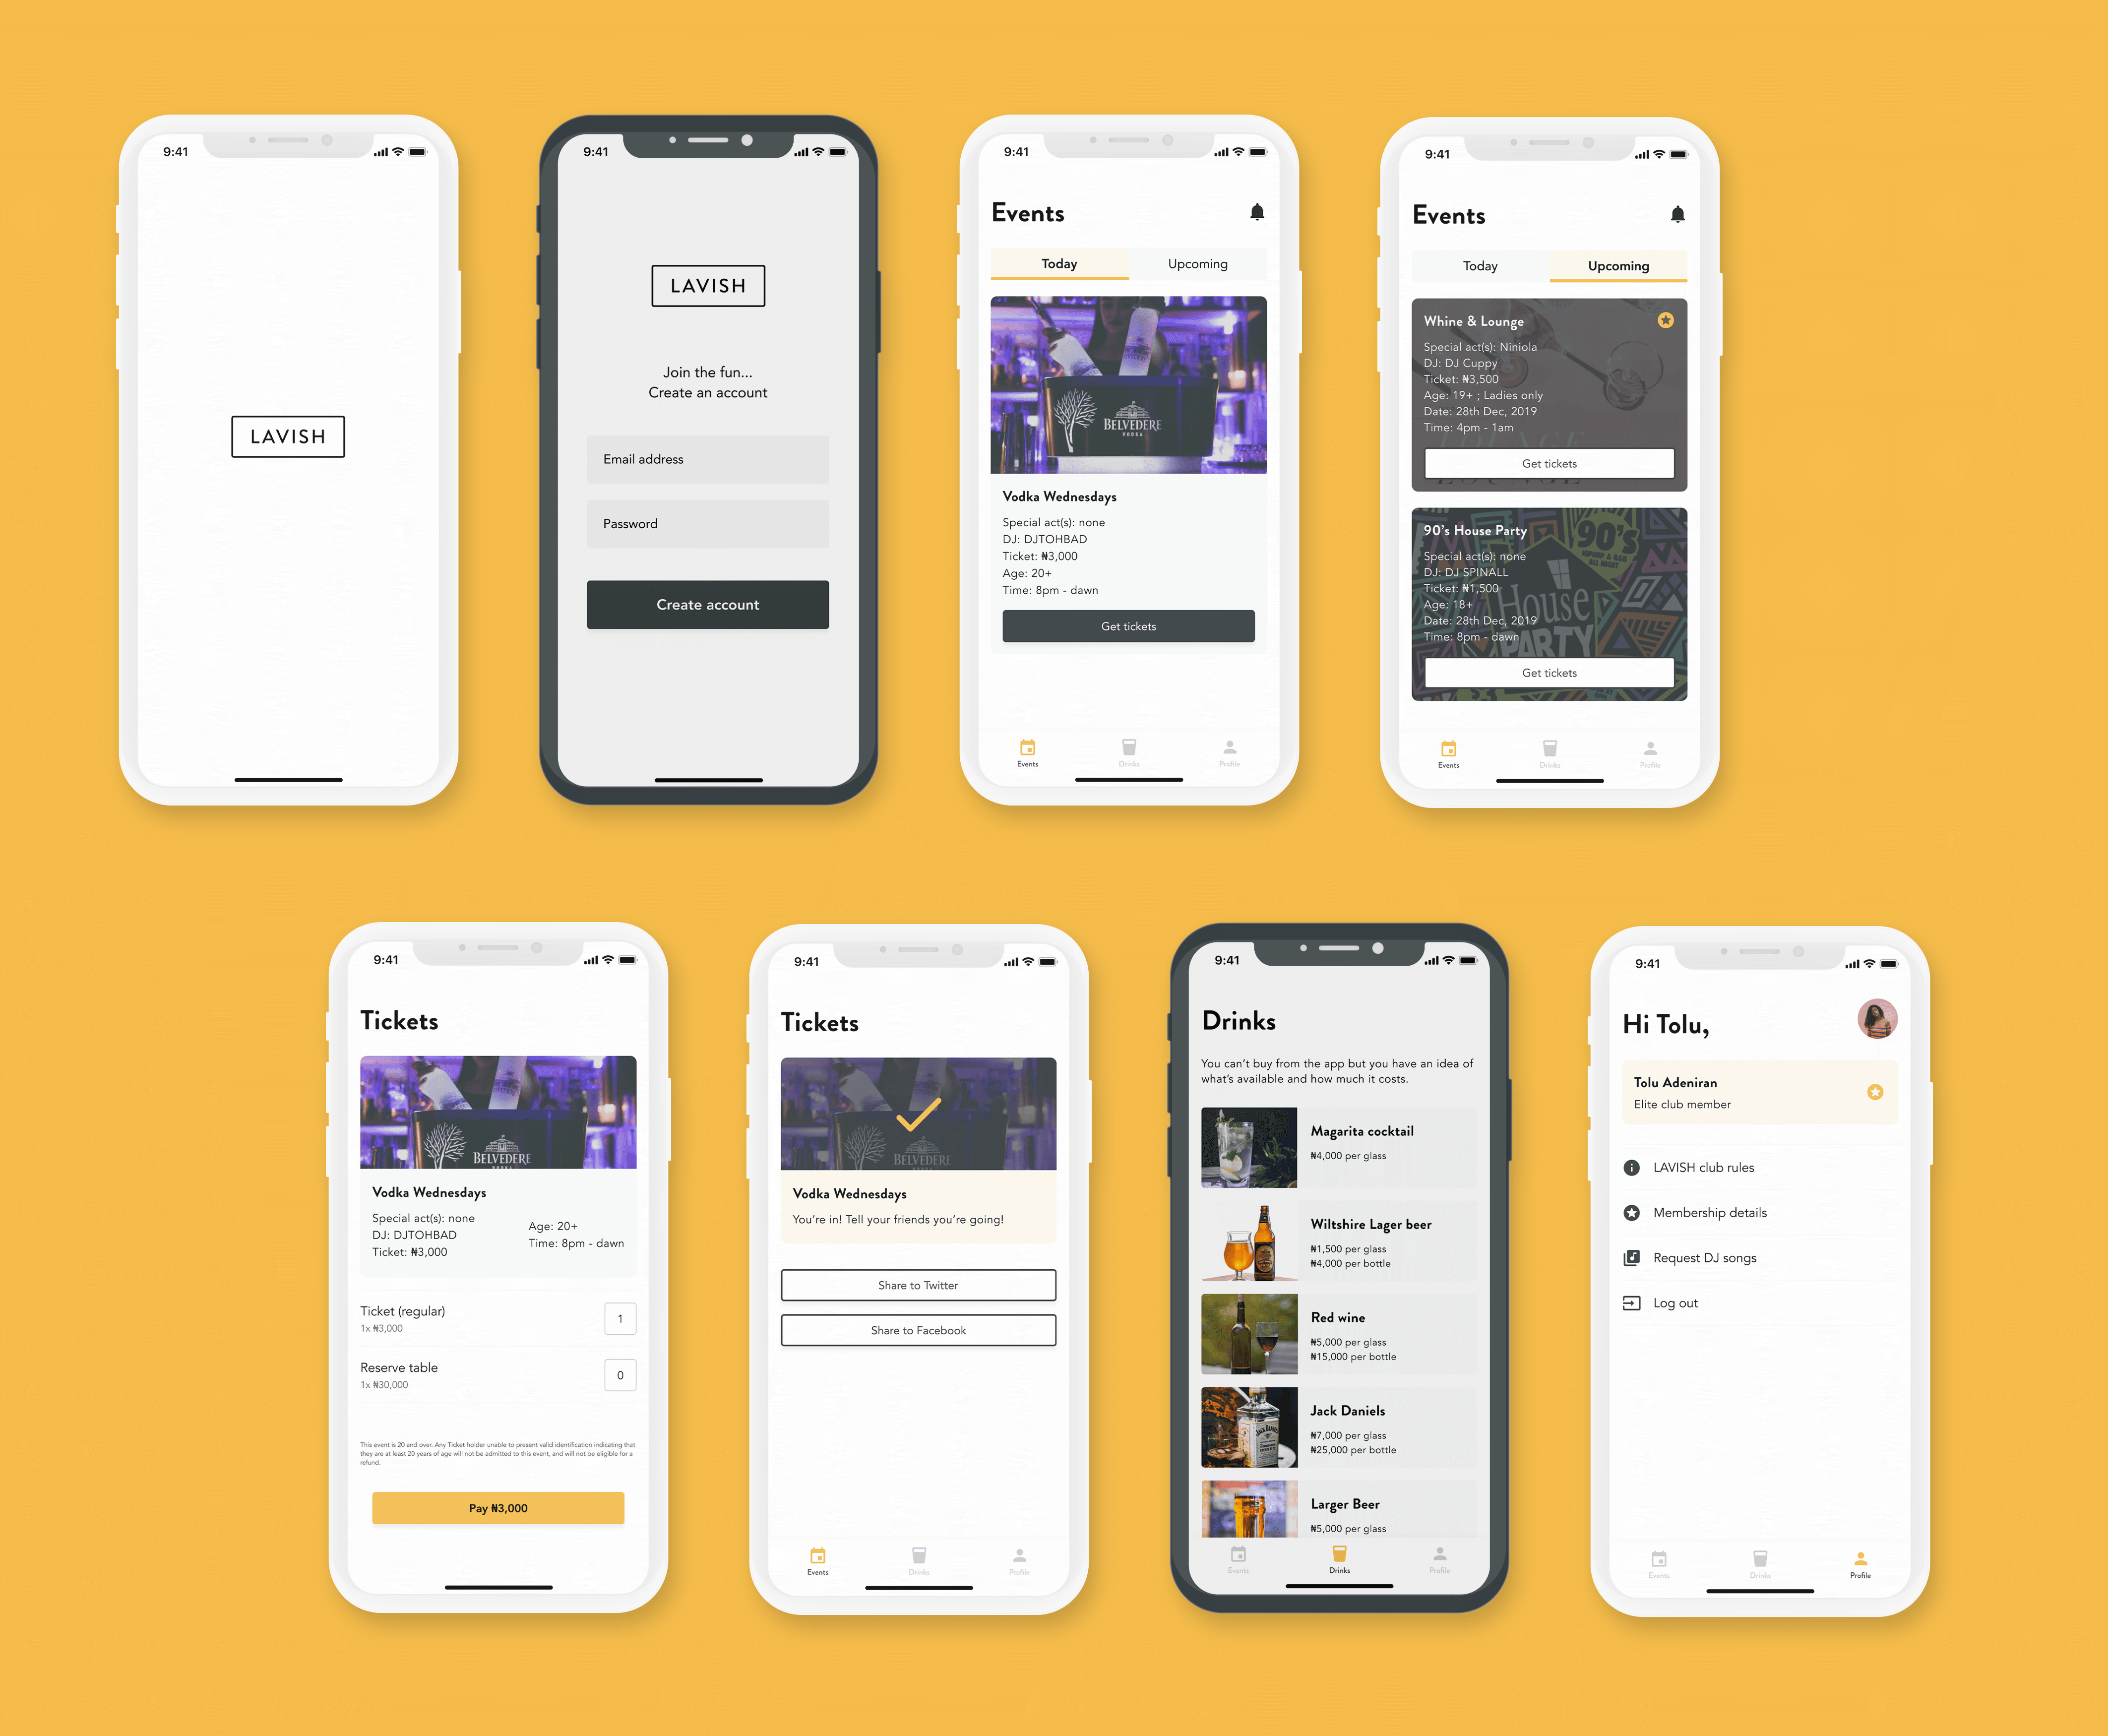 9:41
LAVISH
9:41
LAVISH
Join the fun...
Create an account
Email address
Password
Create account
9:41
Events
Today Upcoming
BELVEDERE
VODKA
Vodka Wednesdays
Special act(s): none
DJ: DJTOHBAD
Ticket: ₦3,000
Age: 20+
Time: 8pm - dawn
Get tickets
Events Drinks Profile
9:41
Events
Today Upcoming
Whine & Lounge
Special act(s): Niniola
DJ: DJ Cuppy
Ticket: ₦3,500
Age: 19+ ; Ladies only
Date: 28th Dec, 2019
Time: 4pm - 1am
Get tickets
90's House Party
Special act(s): none
DJ: DJ SPINALL
Ticket: ₦1,500
Age: 18+
Date: 28th Dec, 2019
Time: 8pm - dawn
90's
HIPHOP & R&B
ALL NIGHT
House
PARTY
Get tickets
Events Drinks Profile
9:41
Tickets
BELVEDERE
Vodka Wednesdays
Special act(s): none
DJ: DJTOHBAD
Ticket: ₦3,000
Age: 20+
Time: 8pm - dawn
Ticket (regular)
1x ₦3,000
1
Reserve table
1x ₦30,000
0
This event is 20 and over. Any Ticket holder unable to present valid identification indicating that
they are at least 20 years of age will not be admitted to this event, and will not be eligible for a
refund.
Pay ₦3,000
9:41
Tickets
BELVEDERE
Vodka Wednesdays
You're in! Tell your friends you're going!
Share to Twitter
Share to Facebook
Events Drinks Profile
9:41
Drinks
You can't buy from the app but you have an idea of
what's available and how much it costs.
Magarita cocktail
₦4,000 per glass
Wiltshire Lager beer
₦1,500 per glass
₦4,000 per bottle
Red wine
₦5,000 per glass
₦15,000 per bottle
Jack Daniels
₦7,000 per glass
₦25,000 per bottle
Larger Beer
₦5,000 per glass
Events Drinks Profile
9:41
Hi Tolu,
Tolu Adeniran
Elite club member
LAVISH club rules
Membership details
Request DJ songs
Log out
Events Drinks Profile